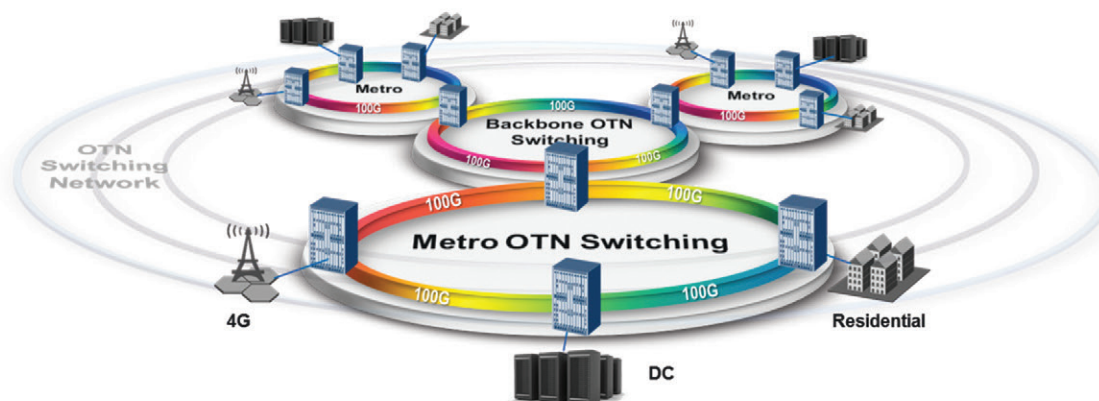 Metro
100G
Metro
100G
100G
Backbone OTN
Switching
100G
100G
OTN
Switching
Network
100G
100G
Metro OTN Switching
100G
100G
4G
Residential
DC